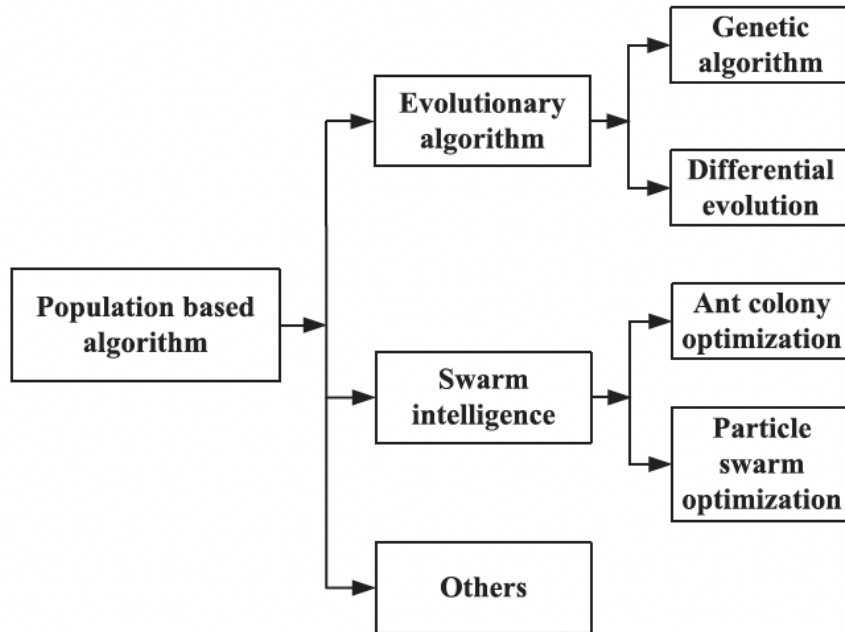 Genetic
algorithm
Evolutionary
algorithm
Differential
evolution
Population based
algorithm
Ant colony
optimization
Swarm
intelligence
Particle
swarm
optimization
Others